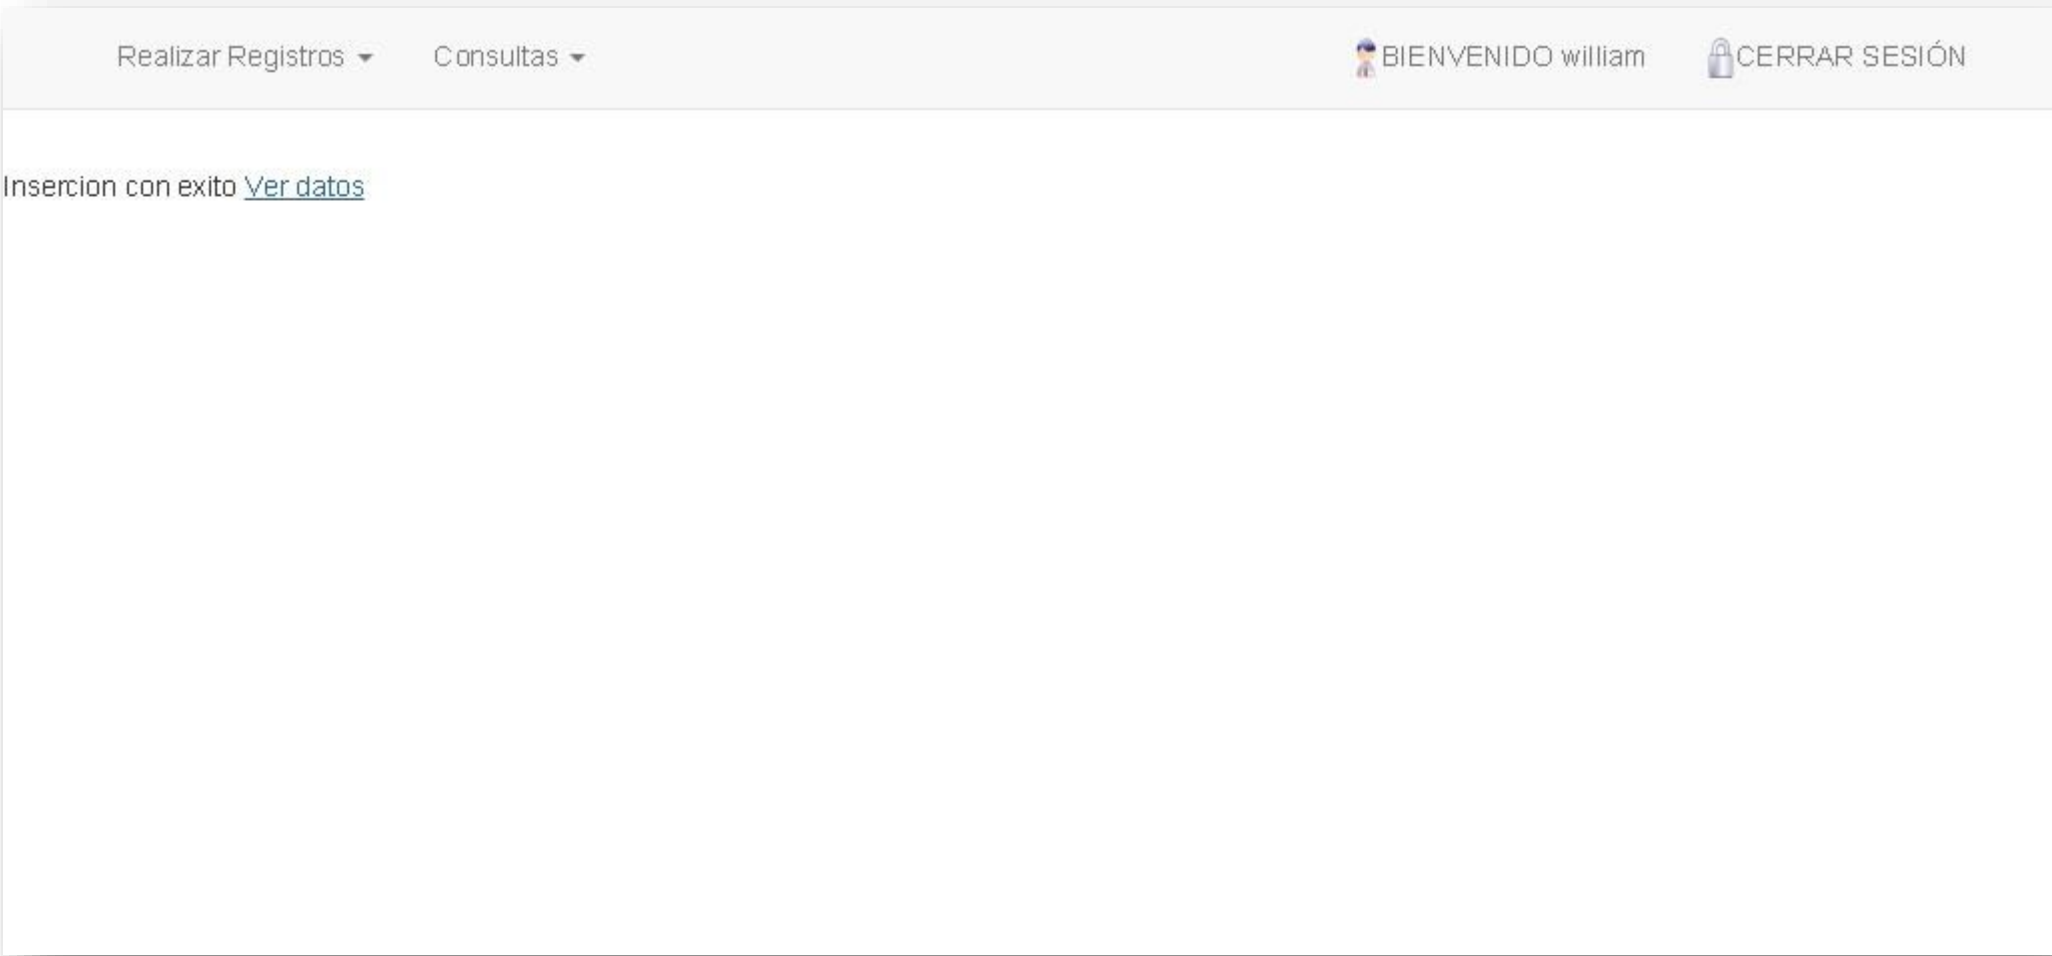 Realizar Registros Consultas BIENVENIDO william CERRAR SESIÓN
Insercion con exito Ver datos